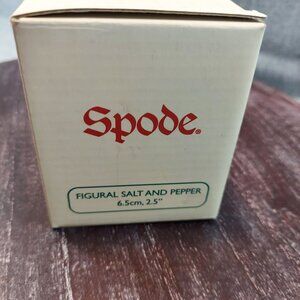 Spode®
FIGURAL SALT AND PEPPER
6.5cm, 2.5"